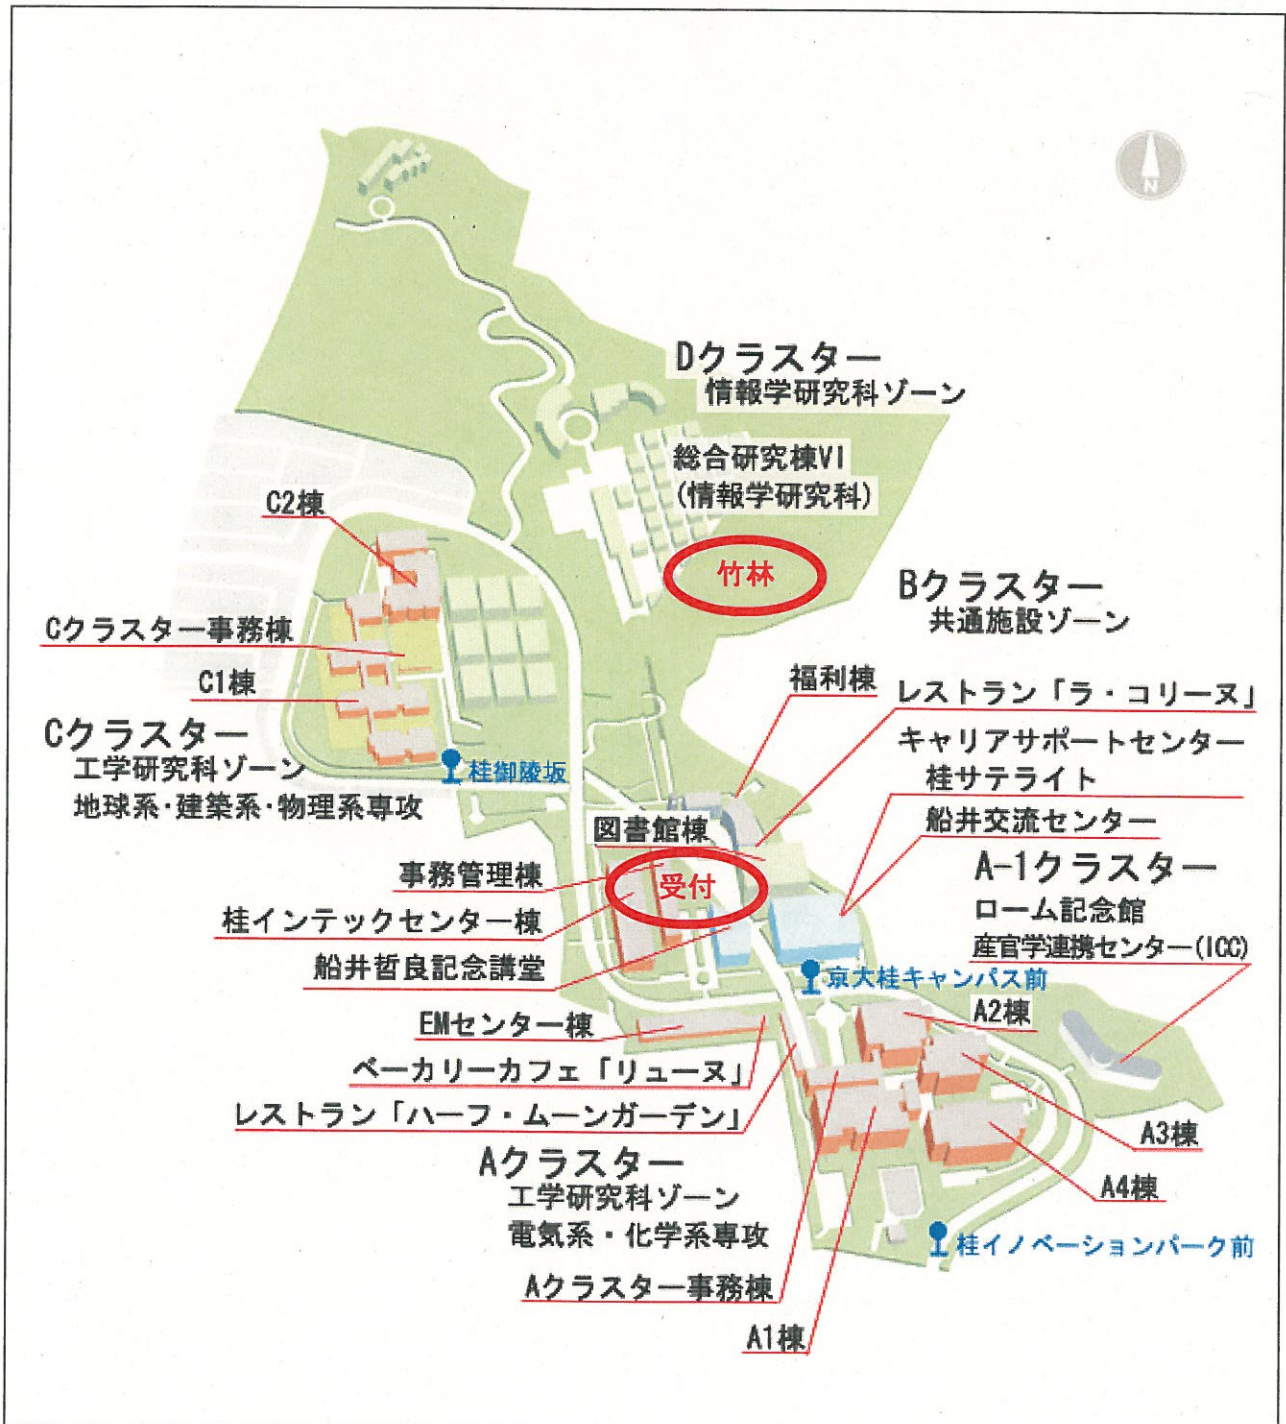 N
Dクラスター
情報学研究科ゾーン
総合研究棟VI
(情報学研究科)
C2棟
竹林
Bクラスター
共通施設ゾーン
Cクラスター事務棟
C1棟
福利棟
レストラン「ラ・コリーヌ」
Cクラスター
工学研究科ゾーン
地球系・建築系・物理系専攻
桂御陵坂
キャリアサポートセンター
桂サテライト
船井交流センター
図書館棟
事務管理棟
受付
桂インテックセンター棟
船井哲良記念講堂
A-1クラスター
ローム記念館
産官学連携センター(ICC)
京大桂キャンパス前
A2棟
EMセンター棟
ベーカリーカフェ「リューヌ」
レストラン「ハーフ・ムーンガーデン」
A3棟
A4棟
Aクラスター
工学研究科ゾーン
電気系・化学系専攻
桂イノベーションパーク前
Aクラスター事務棟
A1棟